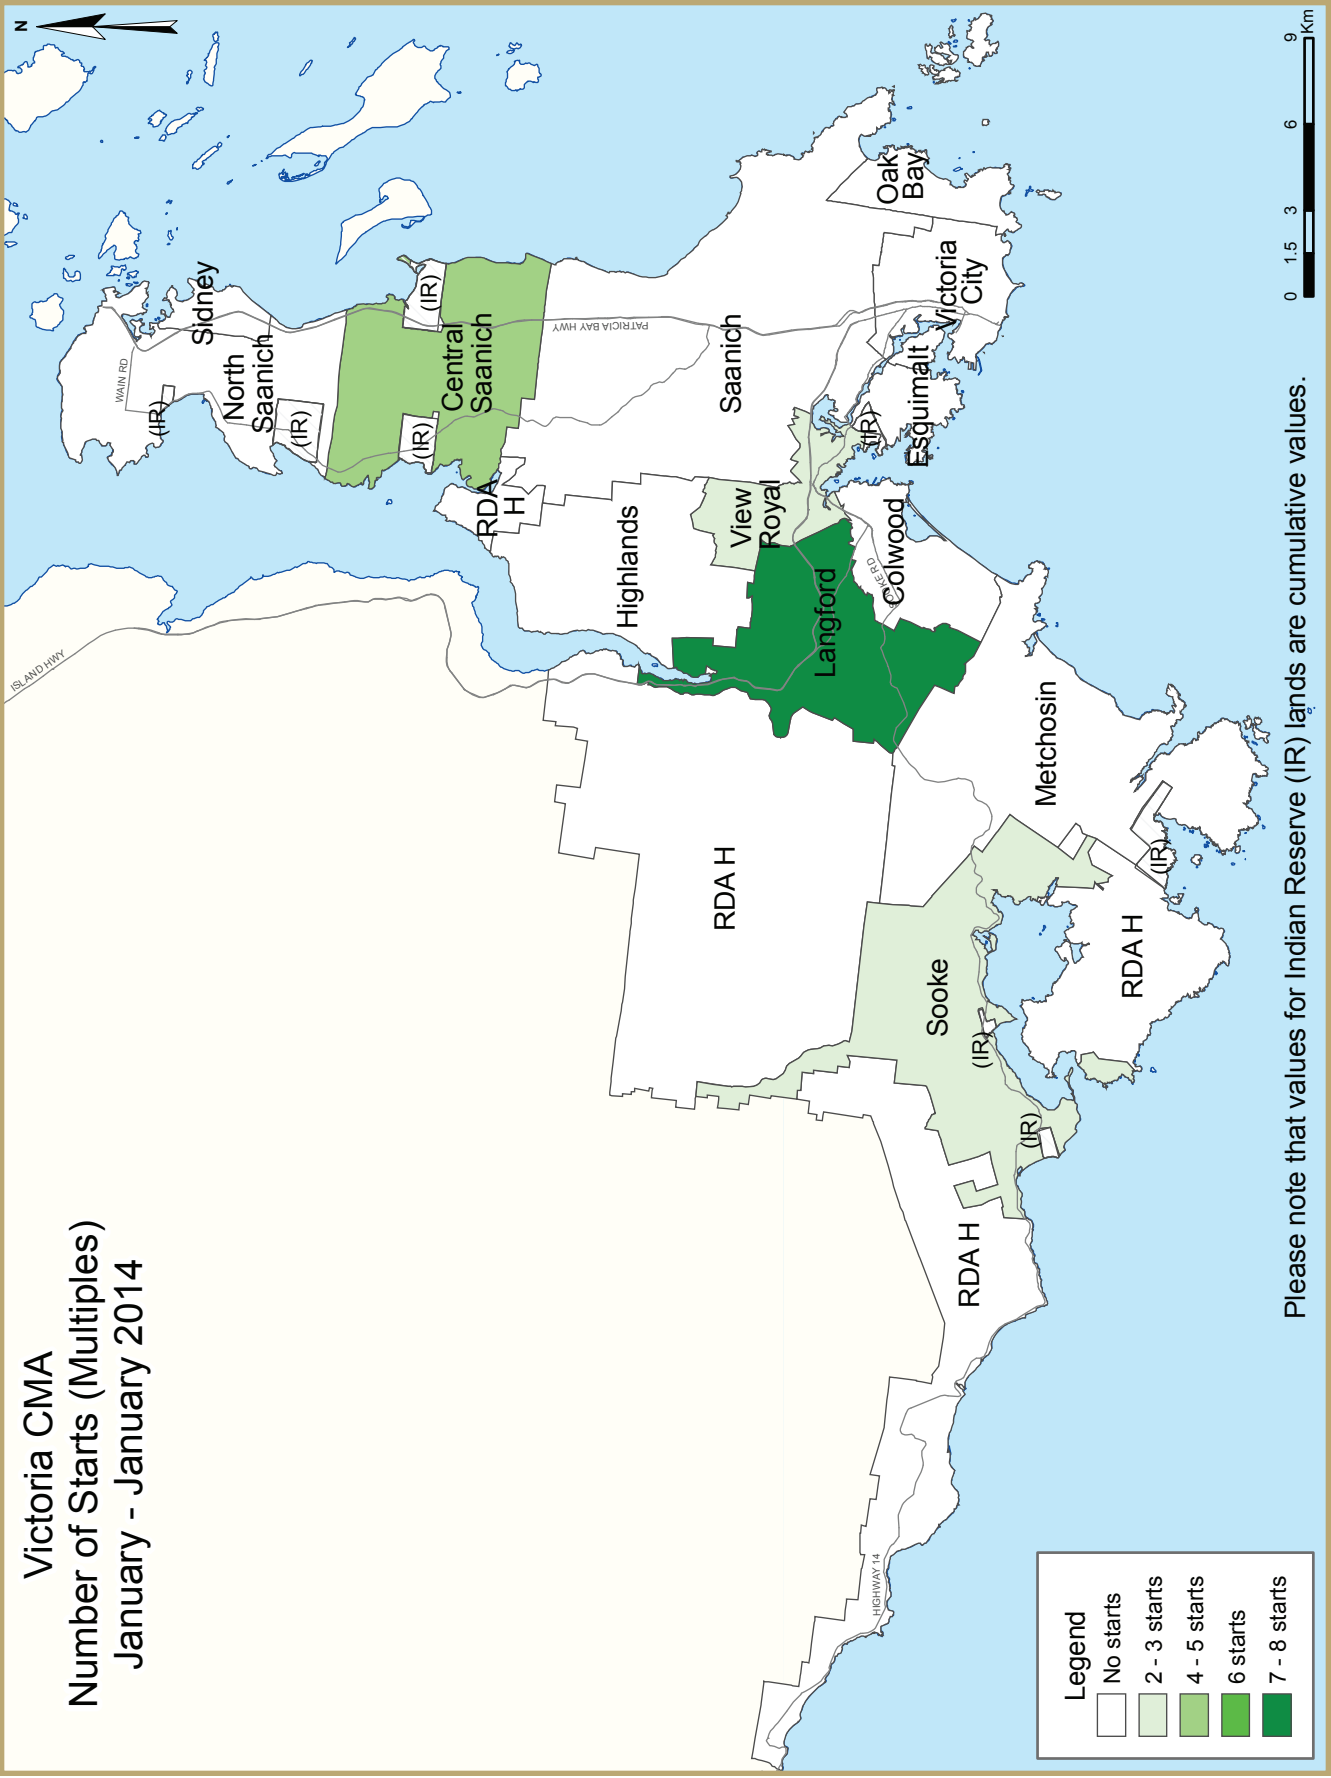 Victoria CMA
Number of Starts (Multiples)
January - January 2014
N
ISLAND HWY
WAIN RD
(IR)
Sidney
North
Saanich
(IR)
(IR)
Central
Saanich
(IR)
RDA
H
PATRICIA BAY HWY
Highlands
Saanich
View
Royal
Oak
Bay
Victoria
City
Esquimalt
(IR)
Langford
Colwood
SOOKE RD
Metchosin
(IR)
RDA H
RDA H
Sooke
(IR)
(IR)
RDA H
HIGHWAY 14
Legend
No starts
2 - 3 starts
4 - 5 starts
6 starts
7 - 8 starts
0 1.5 3 6 9
Km
Please note that values for Indian Reserve (IR) lands are cumulative values.